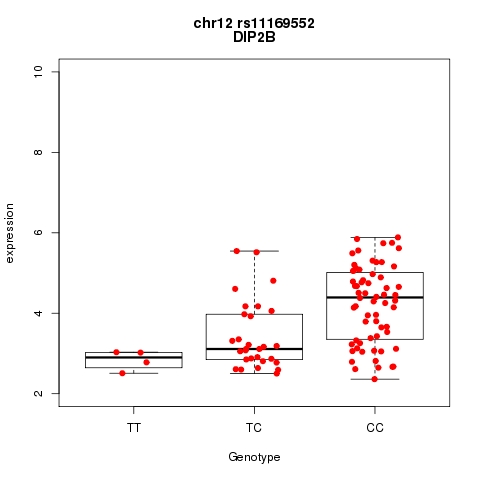 chr12 rs11169552
DIP2B
10
8
6
4
2
expression
TT TC CC
Genotype